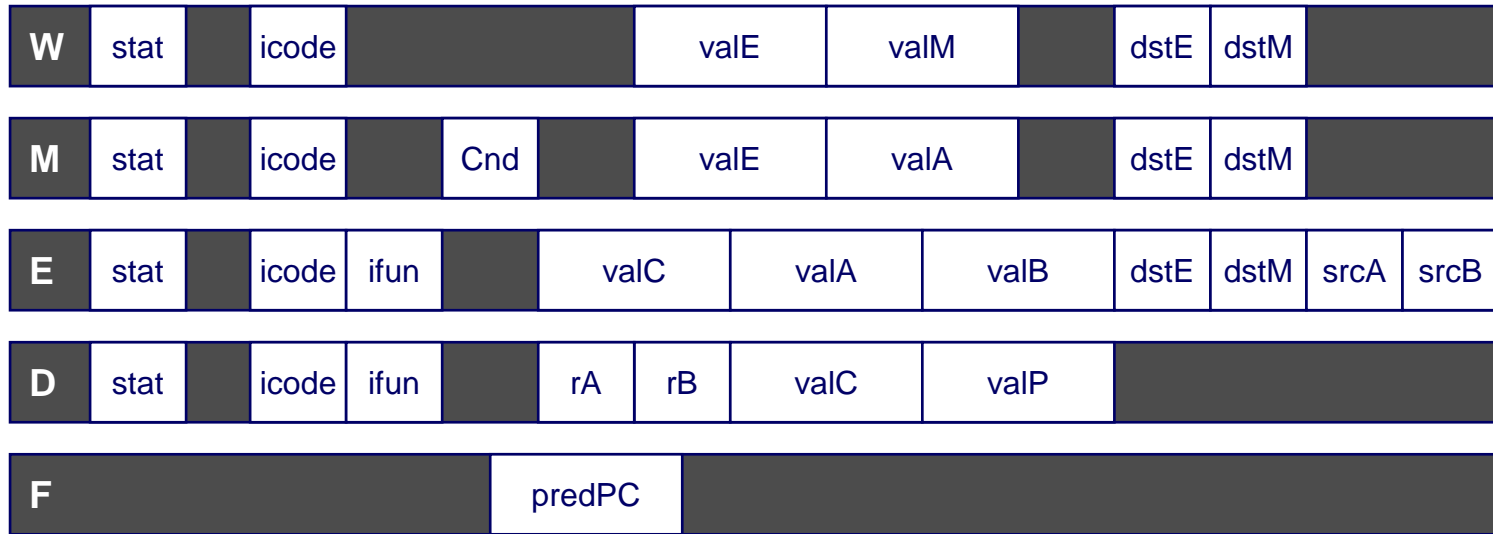 W stat icode valE valM dstE dstM
M stat icode Cnd valE valA dstE dstM
E stat icode ifun valC valA valB dstE dstM srcA srcB
D stat icode ifun rA rB valC valP
F predPC